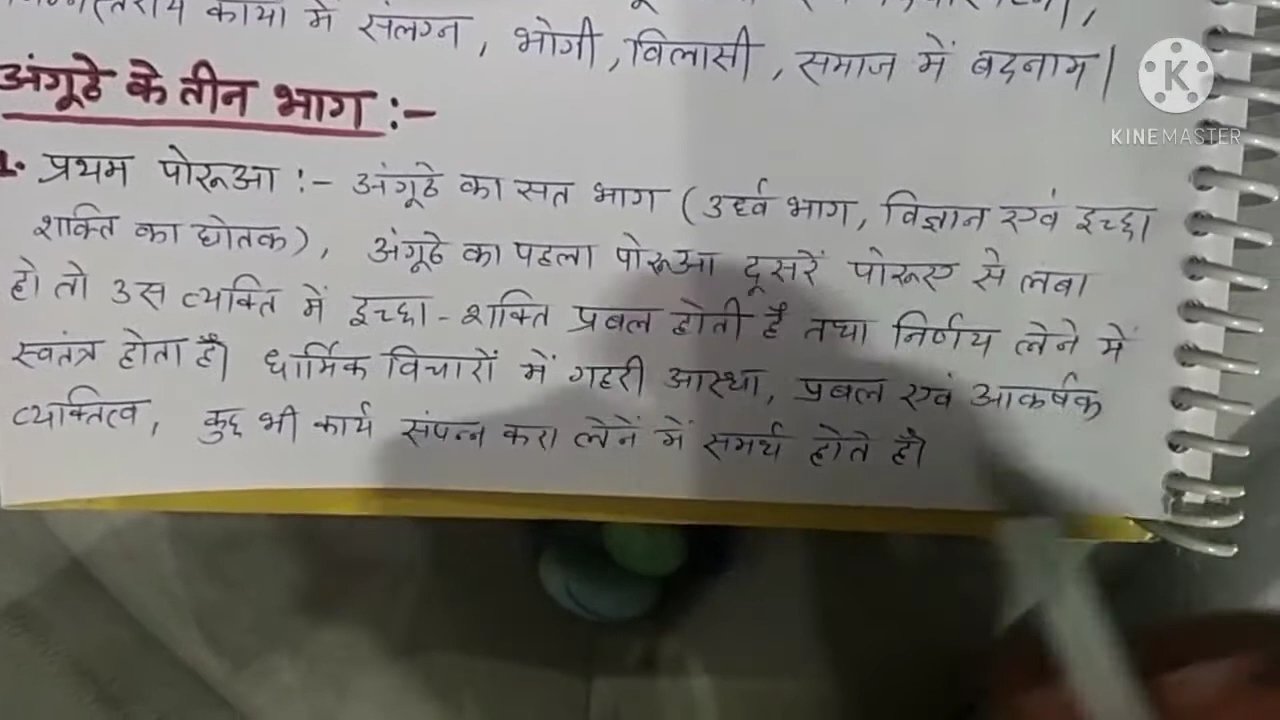 कार्यो में संलग्न, भोगी, विलासी, समाज में बदनाम।
अंगूठे के तीन भाग :-
1. प्रथम पोरूआ :- अंगूठे का सत भाग (उर्ध्व भाग, विज्ञान एवं इच्छा
शक्ति का द्योतक), अंगूठे का पहला पोरूआ दूसरें पोरूए से लंबा
हो तो उस व्यक्ति में इच्छा - शक्ति प्रबल होती है तथा निर्णय लेने में
स्वतंत्र होता है। धार्मिक विचारों में गहरी आस्था, प्रबल एवं आकर्षक
व्यक्तित्व, कुछ भी कार्य संपन्न करा लेनें में समर्थ होते है।
KINEMASTER